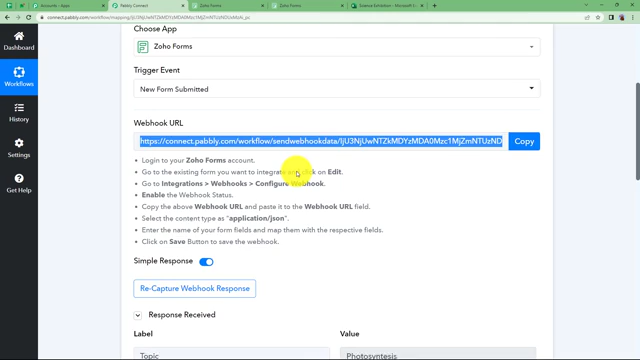 Accounts - Apps
Pabbly Connect
Zoho Forms
Zoho Forms
Science Exhibition - Microsoft
Choose App
Zoho Forms
Trigger Event
New Form Submitted
Webhook URL
https://connect.pabbly.com/workflow/sendwebhookdata/IjU3NjUwNTZkMDYzMDA0Mzc1MjZmNTUzND
Copy
• Login to your Zoho Forms account.
• Go to the existing form you want to integrate and click on Edit.
• Go to Integrations > Webhooks > Configure Webhook.
• Enable the Webhook Status.
• Copy the above Webhook URL and paste it to the Webhook URL field.
• Select the content type as "application/json".
• Enter the name of your form fields and map them with the respective fields.
• Click on Save Button to save the webhook.
Simple Response
Re-Capture Webhook Response
Response Received
Label
Value
Topic
Photosyntesis
Dashboard
Workflows
History
Settings
Get Help